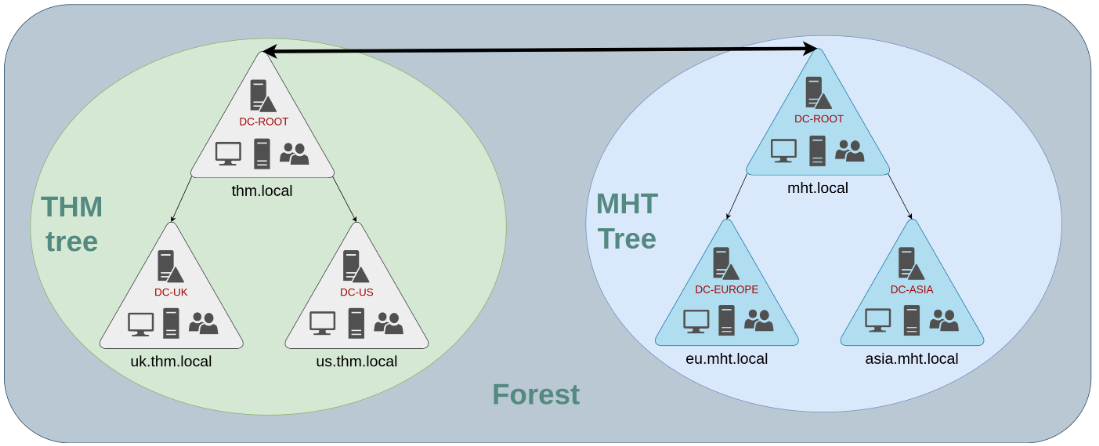 DC-ROOT
thm.local
THM
tree
DC-UK
uk.thm.local
DC-US
us.thm.local
DC-ROOT
mht.local
MHT
Tree
DC-EUROPE
eu.mht.local
DC-ASIA
asia.mht.local
Forest